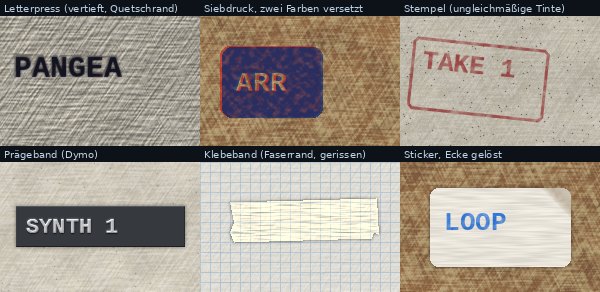 Letterpress (vertieft, Quetschrand)
Siebdruck, zwei Farben versetzt
Stempel (ungleichmäßige Tinte)
PANGEA
ARR
TAKE 1
Prägeband (Dymo)
Klebeband (Faserrand, gerissen)
Sticker, Ecke gelöst
SYNTH 1
LOOP